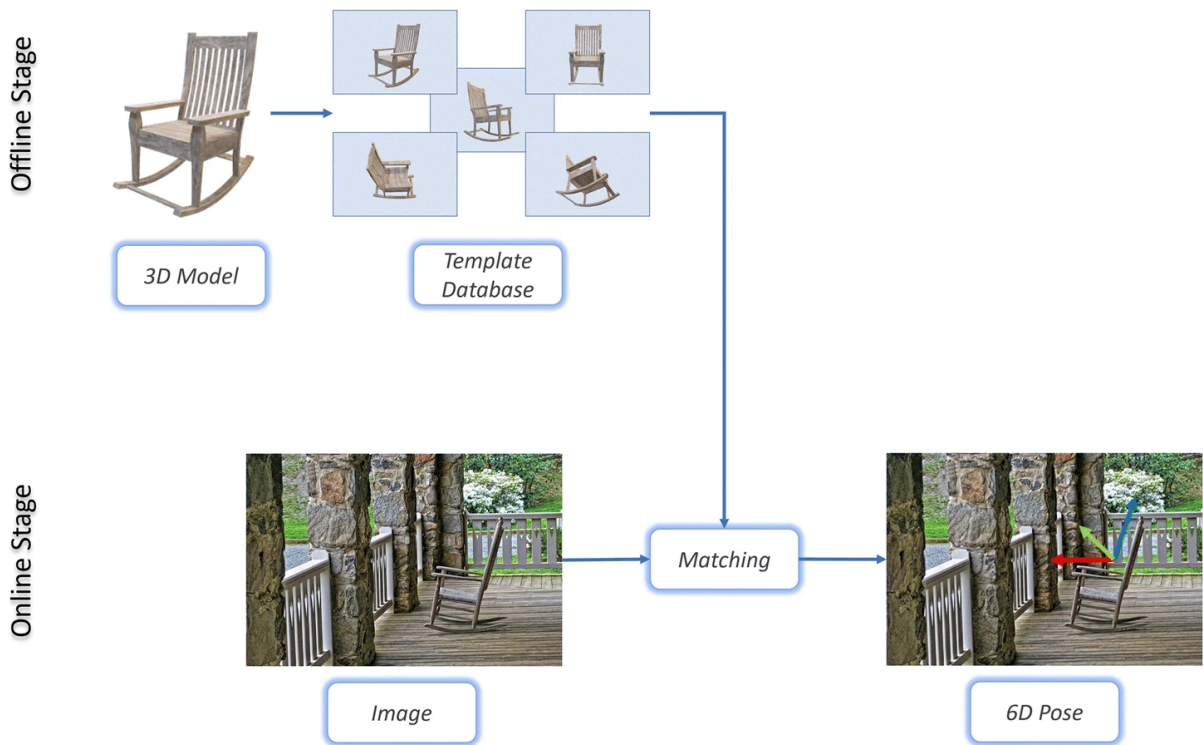 Offline Stage
3D Model
Template
Database
Online Stage
Matching
Image
6D Pose